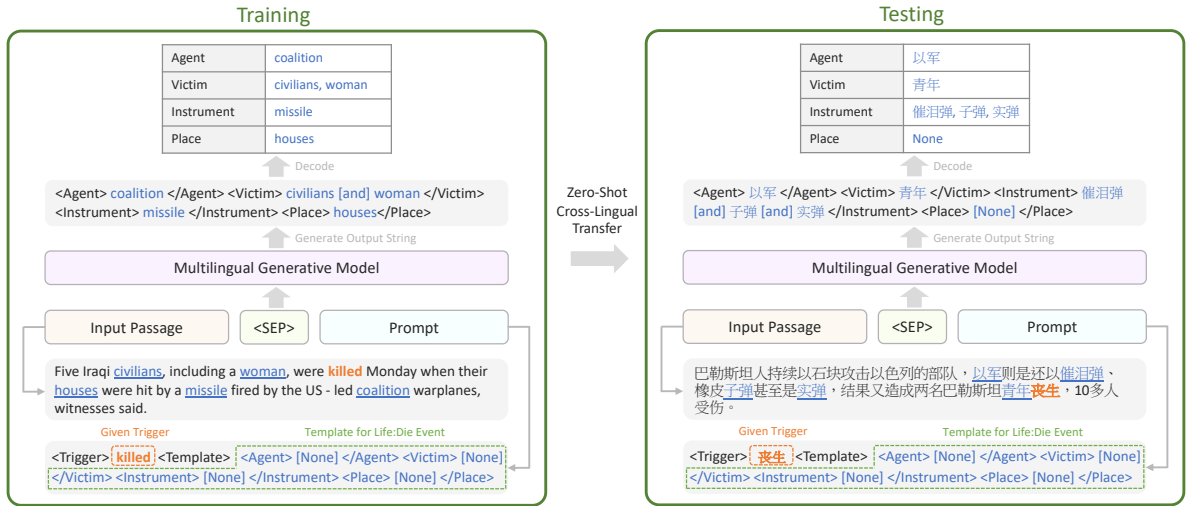 Training
Agent coalition
Victim civilians, woman
Instrument missile
Place houses
Decode
<Agent> coalition </Agent> <Victim> civilians [and] woman </Victim>
<Instrument> missile </Instrument> <Place> houses</Place>
Generate Output String
Multilingual Generative Model
Input Passage <SEP> Prompt
Five Iraqi civilians, including a woman, were killed Monday when their
houses were hit by a missile fired by the US - led coalition warplanes,
witnesses said.
Given Trigger Template for Life:Die Event
<Trigger> killed <Template> <Agent> [None] </Agent> <Victim> [None]
</Victim> <Instrument> [None] </Instrument> <Place> [None] </Place>
Zero-Shot
Cross-Lingual
Transfer
Testing
Agent 以军
Victim 青年
Instrument 催泪弹, 子弹, 实弹
Place None
Decode
<Agent> 以军 </Agent> <Victim> 青年 </Victim> <Instrument> 催泪弹
[and] 子弹 [and] 实弹 </Instrument> <Place> [None] </Place>
Generate Output String
Multilingual Generative Model
Input Passage <SEP> Prompt
巴勒斯坦人持续以石块攻击以色列的部队，以军则是还以催泪弹、
橡皮子弹甚至是实弹，结果又造成两名巴勒斯坦青年丧生，10多人
受伤。
Given Trigger Template for Life:Die Event
<Trigger> 丧生 <Template> <Agent> [None] </Agent> <Victim> [None]
</Victim> <Instrument> [None] </Instrument> <Place> [None] </Place>